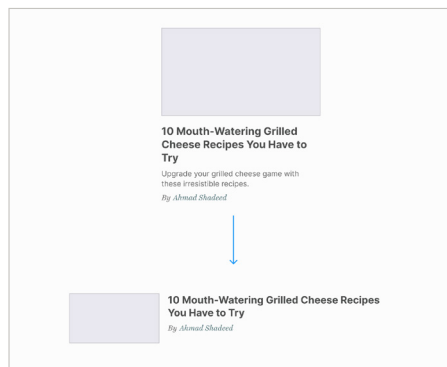 10 Mouth-Watering Grilled
Cheese Recipes You Have to
Try
Upgrade your grilled cheese game with
these irresistible recipes.
By Ahmad Shadeed
10 Mouth-Watering Grilled Cheese Recipes
You Have to Try
By Ahmad Shadeed